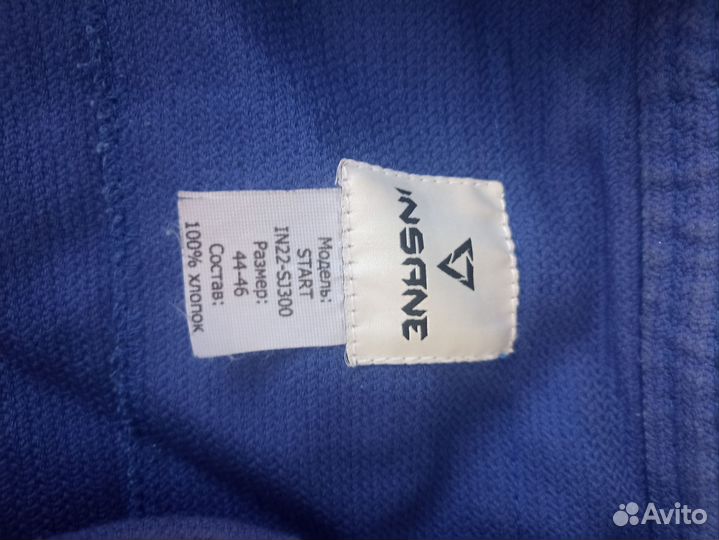 INSANE
Модель:
START
IN22-SJ300
Размер:
44-46
Состав:
100% хлопок
Avito